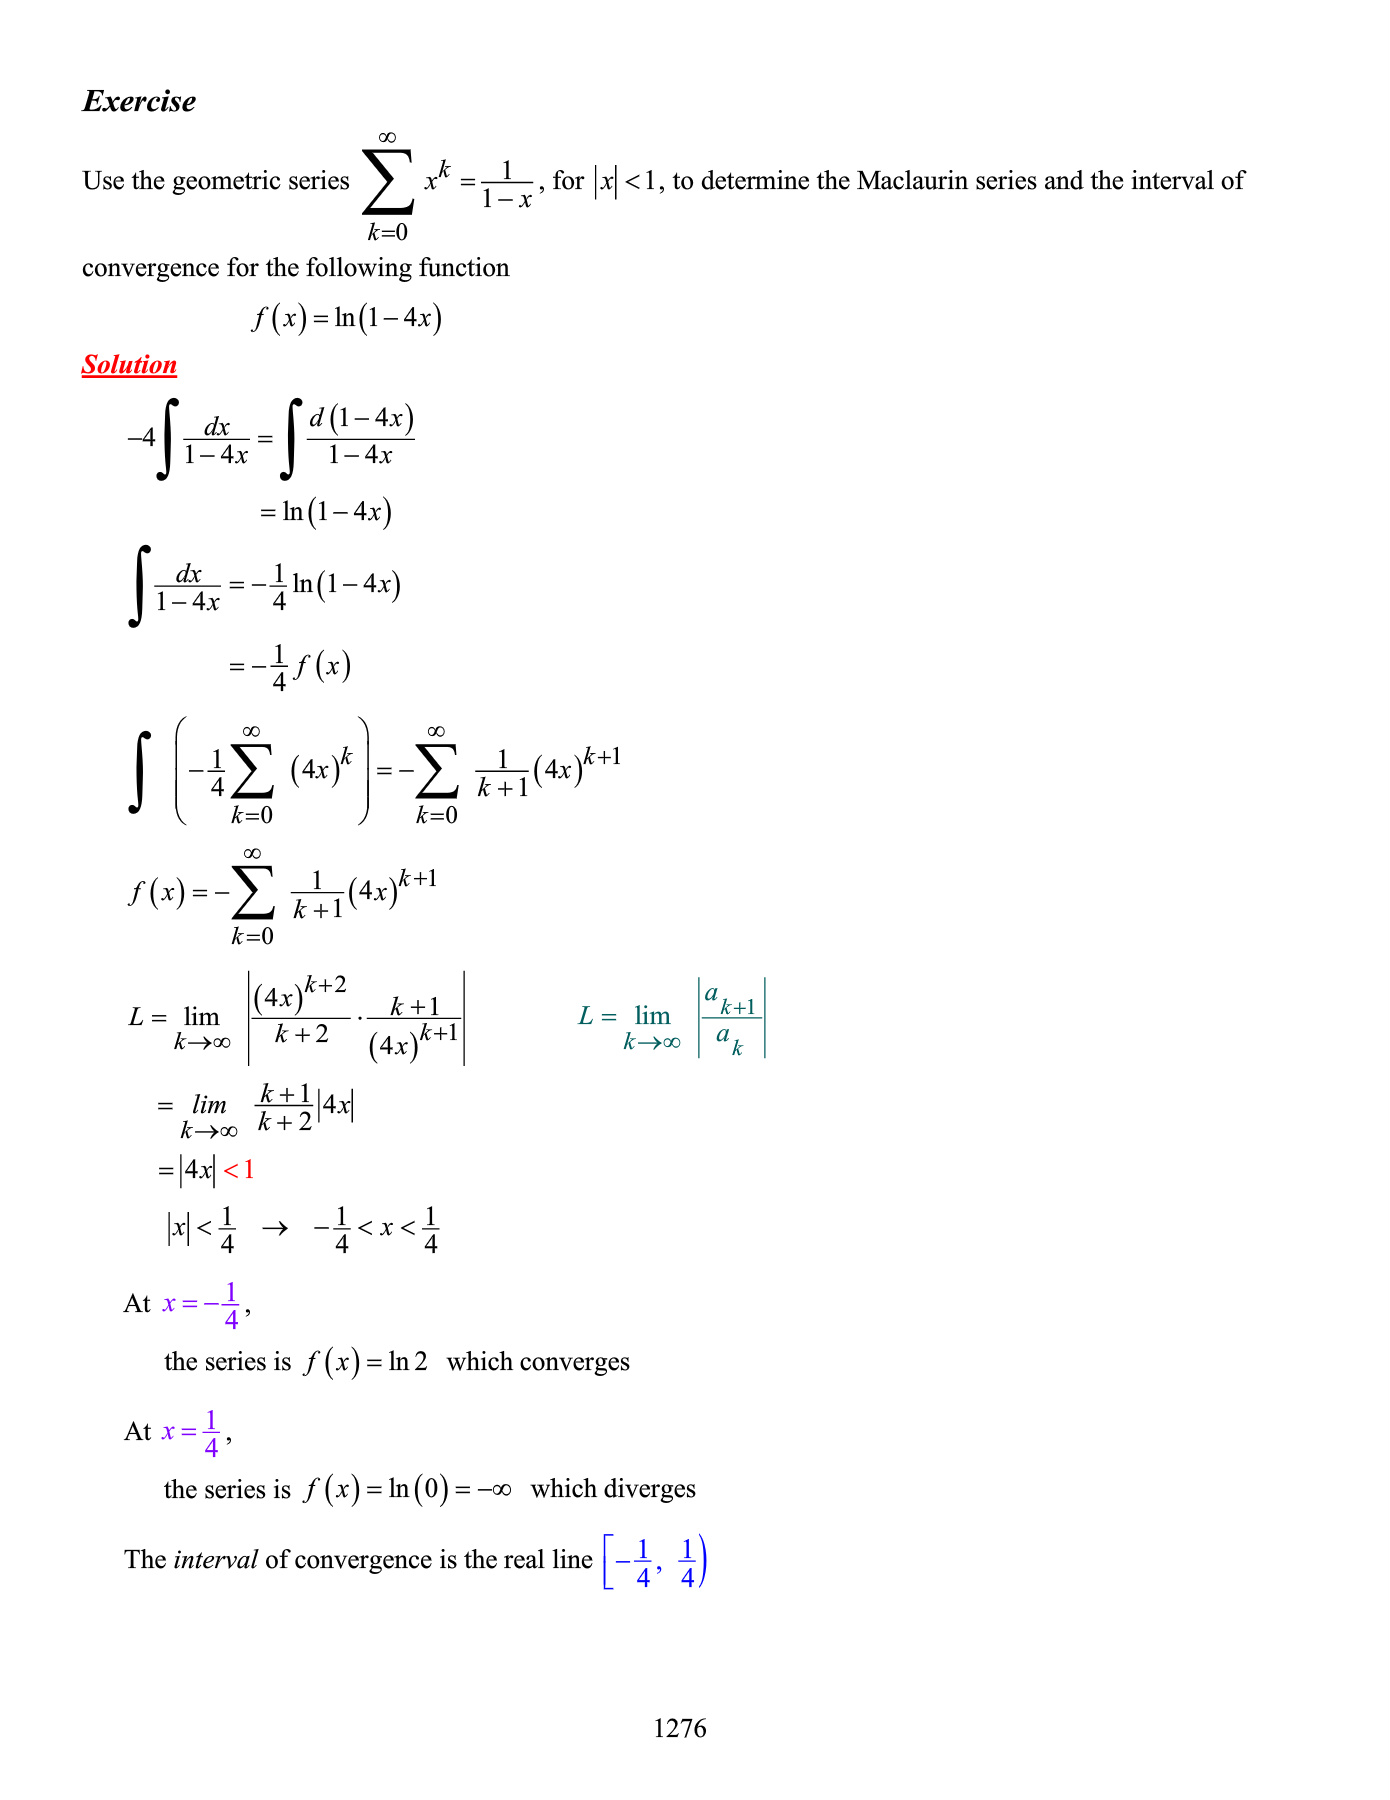 Exercise
Use the geometric series $\sum_{k=0}^{\infty} x^k = \frac{1}{1-x}$, for $|x|<1$, to determine the Maclaurin series and the interval of
convergence for the following function
$f(x) = \ln(1-4x)$
Solution
$-4\int \frac{dx}{1-4x} = \int \frac{d(1-4x)}{1-4x}$
$= \ln(1-4x)$
$\int \frac{dx}{1-4x} = -\frac{1}{4}\ln(1-4x)$
$= -\frac{1}{4} f(x)$
$\int \left(-\frac{1}{4}\sum_{k=0}^{\infty} (4x)^k\right) = -\sum_{k=0}^{\infty} \frac{1}{k+1}(4x)^{k+1}$
$f(x) = -\sum_{k=0}^{\infty} \frac{1}{k+1}(4x)^{k+1}$
$L = \lim_{k\to\infty} \left|\frac{(4x)^{k+2}}{k+2} \cdot \frac{k+1}{(4x)^{k+1}}\right|$ $L = \lim_{k\to\infty} \left|\frac{a_{k+1}}{a_k}\right|$
$= \lim_{k\to\infty} \frac{k+1}{k+2}|4x|$
$= |4x| < 1$
$|x| < \frac{1}{4} \rightarrow -\frac{1}{4} < x < \frac{1}{4}$
At $x = -\frac{1}{4}$,
the series is $f(x) = \ln 2$ which converges
At $x = \frac{1}{4}$,
the series is $f(x) = \ln(0) = -\infty$ which diverges
The interval of convergence is the real line $\left[-\frac{1}{4}, \frac{1}{4}\right)$
1276